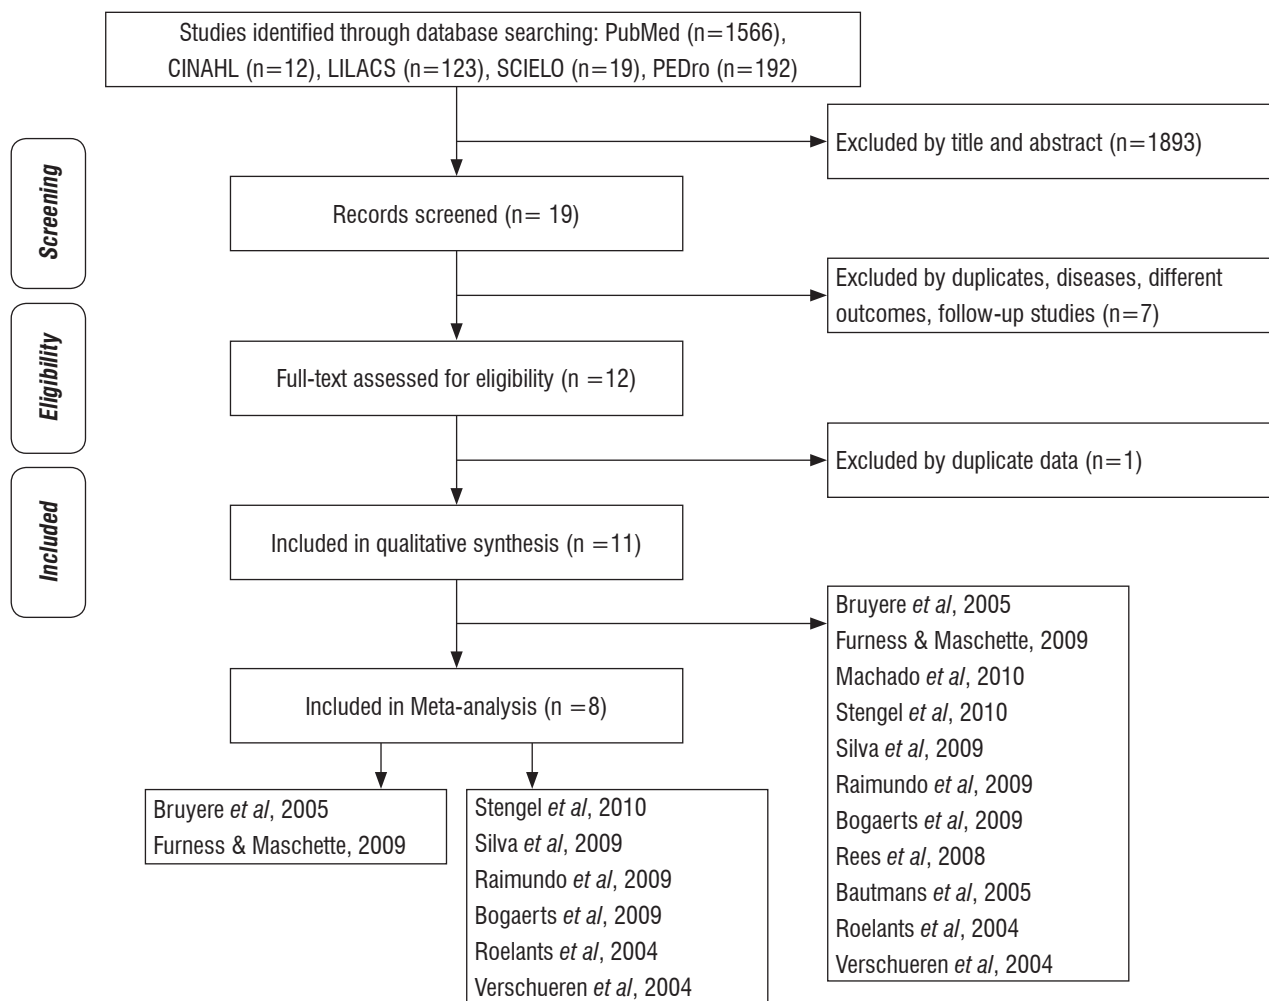 Studies identified through database searching: PubMed (n=1566),
CINAHL (n=12), LILACS (n=123), SCIELO (n=19), PEDro (n=192)
Excluded by title and abstract (n=1893)
Screening
Records screened (n= 19)
Excluded by duplicates, diseases, different
outcomes, follow-up studies (n=7)
Eligibility
Full-text assessed for eligibility (n =12)
Excluded by duplicate data (n=1)
Included
Included in qualitative synthesis (n =11)
Bruyere et al, 2005
Furness & Maschette, 2009
Machado et al, 2010
Stengel et al, 2010
Silva et al, 2009
Raimundo et al, 2009
Bogaerts et al, 2009
Rees et al, 2008
Bautmans et al, 2005
Roelants et al, 2004
Verschueren et al, 2004
Included in Meta-analysis (n =8)
Bruyere et al, 2005
Furness & Maschette, 2009
Stengel et al, 2010
Silva et al, 2009
Raimundo et al, 2009
Bogaerts et al, 2009
Roelants et al, 2004
Verschueren et al, 2004